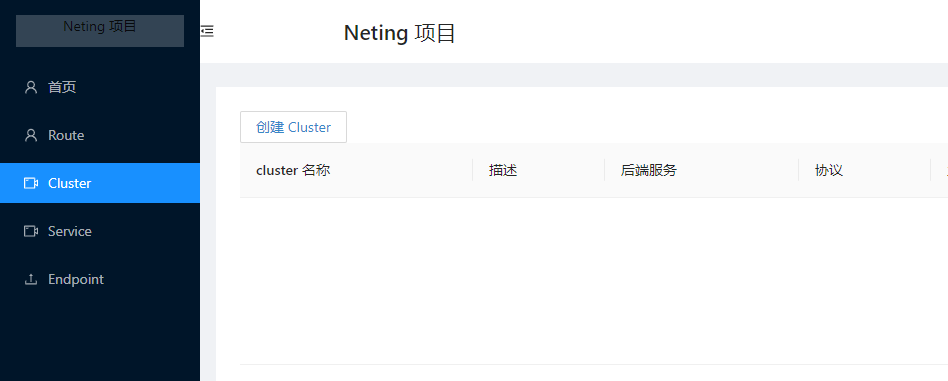 Neting 项目
Neting 项目
首页
Route
Cluster
Service
Endpoint
创建 Cluster
cluster 名称 描述 后端服务 协议